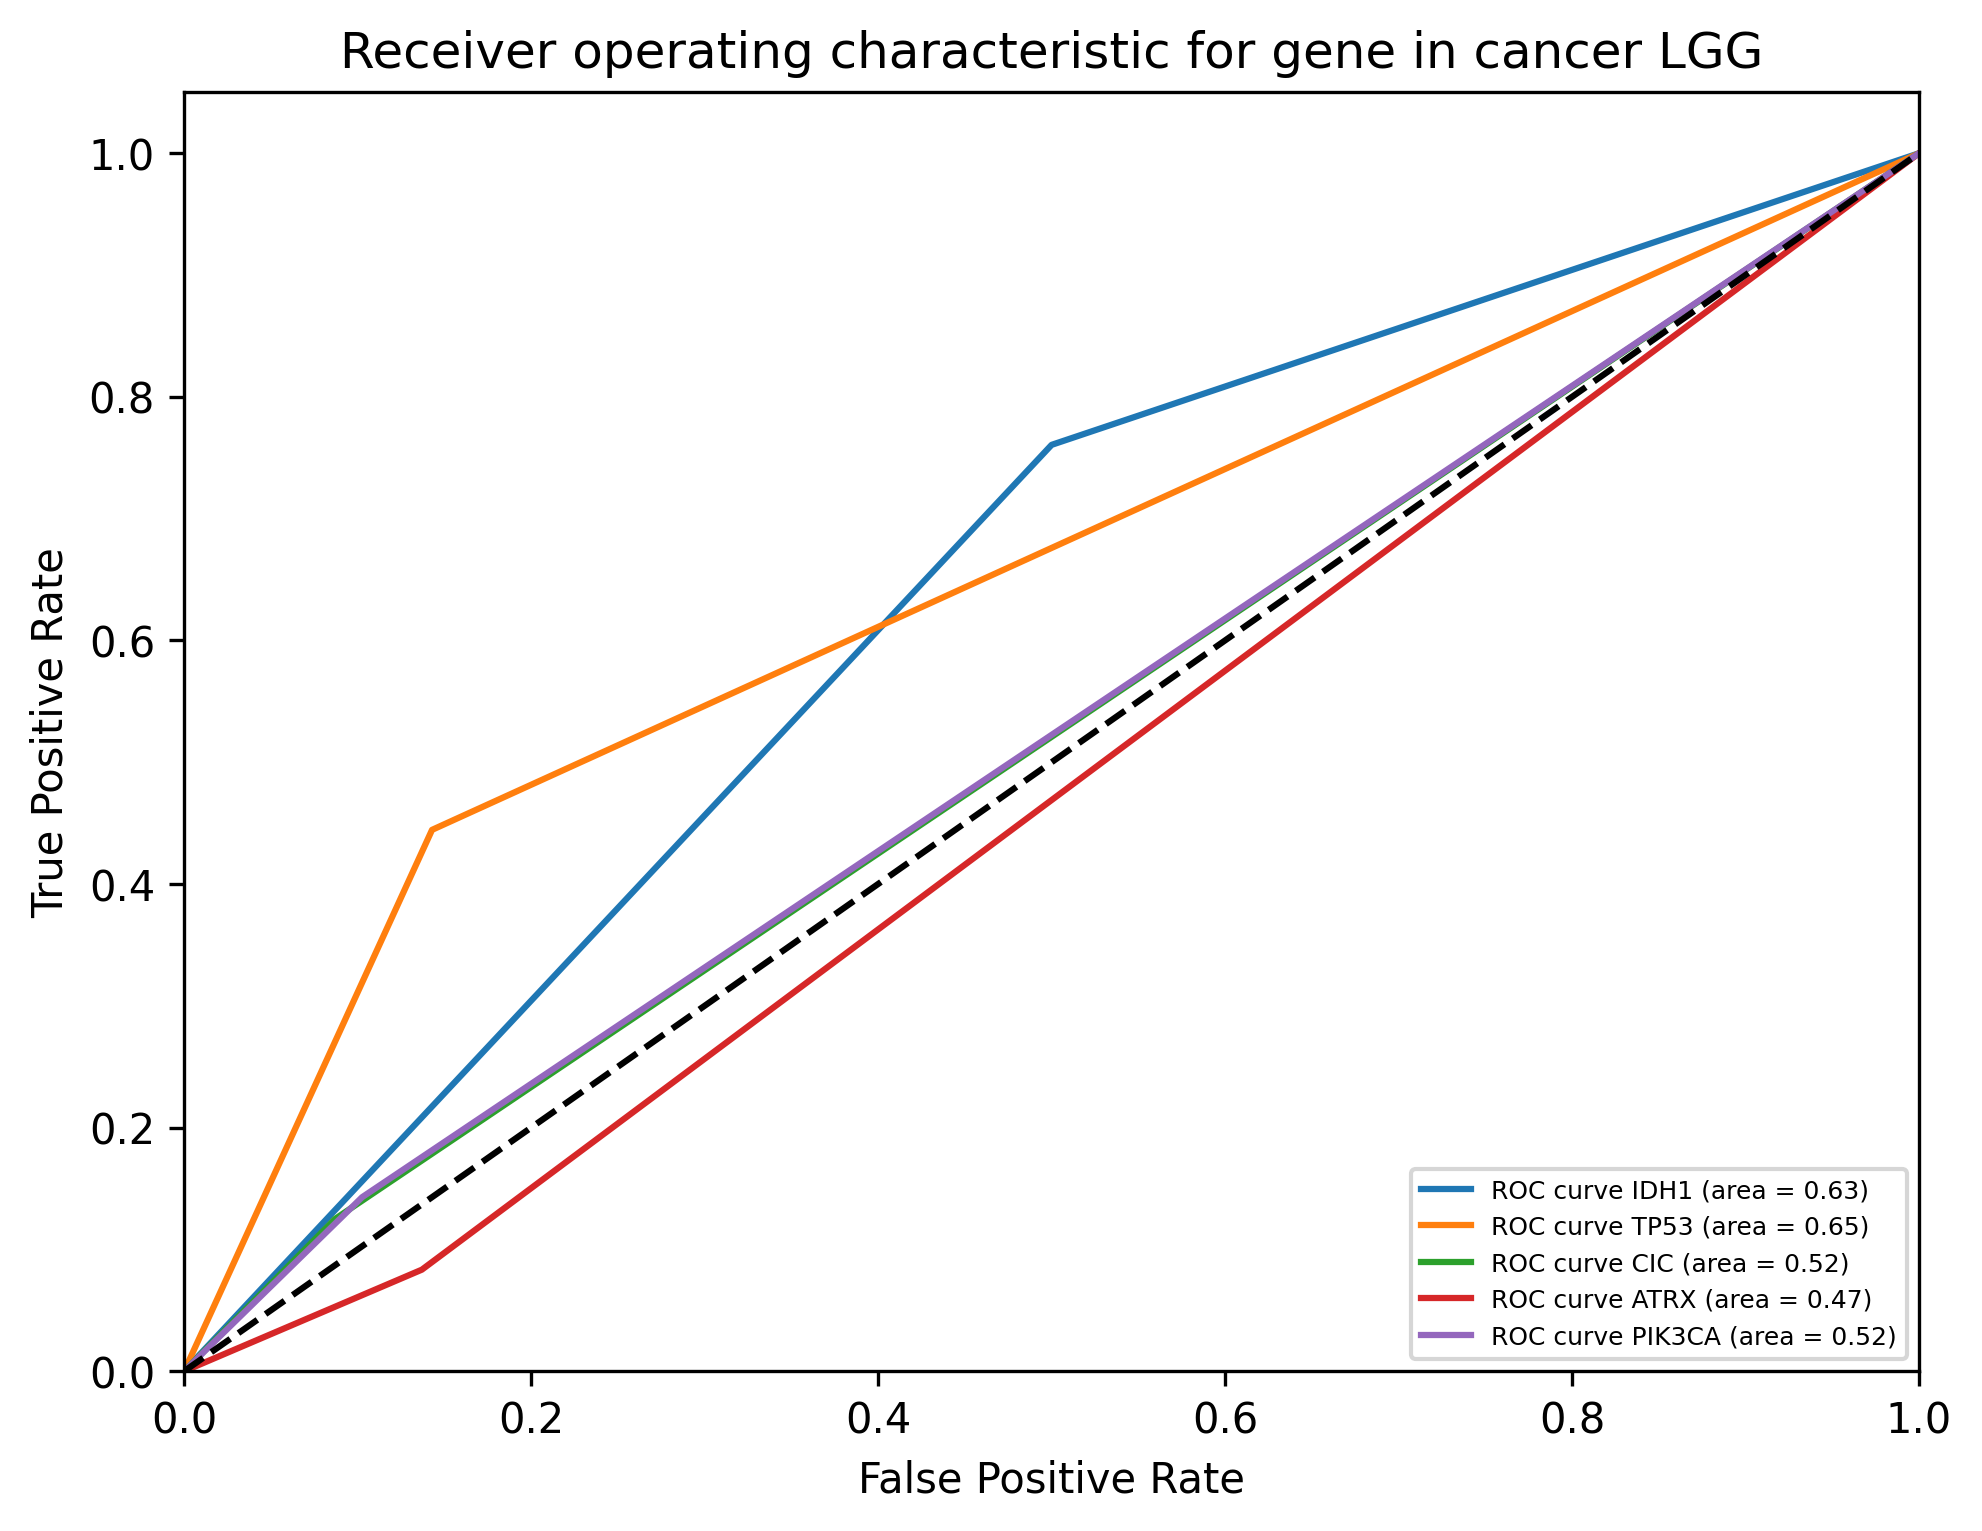 Receiver operating characteristic for gene in cancer LGG
1.0
0.8
0.6
0.4
0.2
0.0
True Positive Rate
0.0 0.2 0.4 0.6 0.8 1.0
False Positive Rate
ROC curve IDH1 (area = 0.63)
ROC curve TP53 (area = 0.65)
ROC curve CIC (area = 0.52)
ROC curve ATRX (area = 0.47)
ROC curve PIK3CA (area = 0.52)